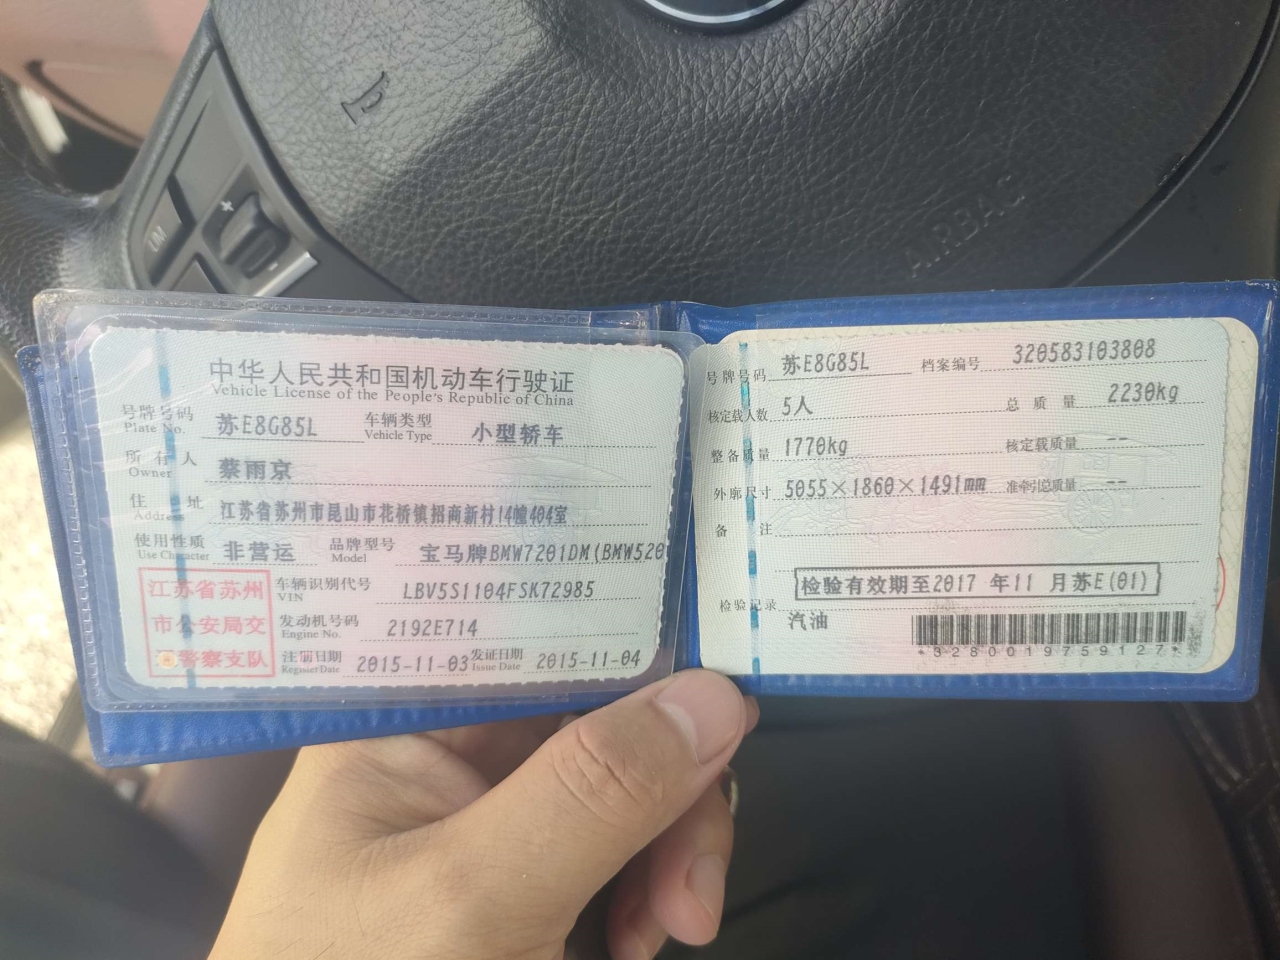 AIRBAG
中华人民共和国机动车行驶证
Vehicle License of the People's Republic of China
号牌号码 苏E8G85L 车辆类型 小型轿车
Plate No. Vehicle Type
所有人 蔡雨京
Owner
住址 江苏省苏州市昆山市花桥镇招商新村14幢404室
Address
使用性质 非营运 品牌型号 宝马牌BMW7201DM(BMW520
Use Character Model
江苏省苏州
市公安局交
警察支队
车辆识别代号 LBV5S1104FSK72985
VIN
发动机号码 2192E714
Engine No.
注册日期 2015-11-03 发证日期 2015-11-04
Register Date Issue Date
号牌号码 苏E8G85L 档案编号 320583103808
核定载人数 5人 总质量 2230kg
整备质量 1770kg 核定载质量 --
外廓尺寸 5055×1860×1491mm 准牵引总质量 --
备注
检验有效期至2017 年11 月苏E(01)
检验记录
汽油
*3280019759127*